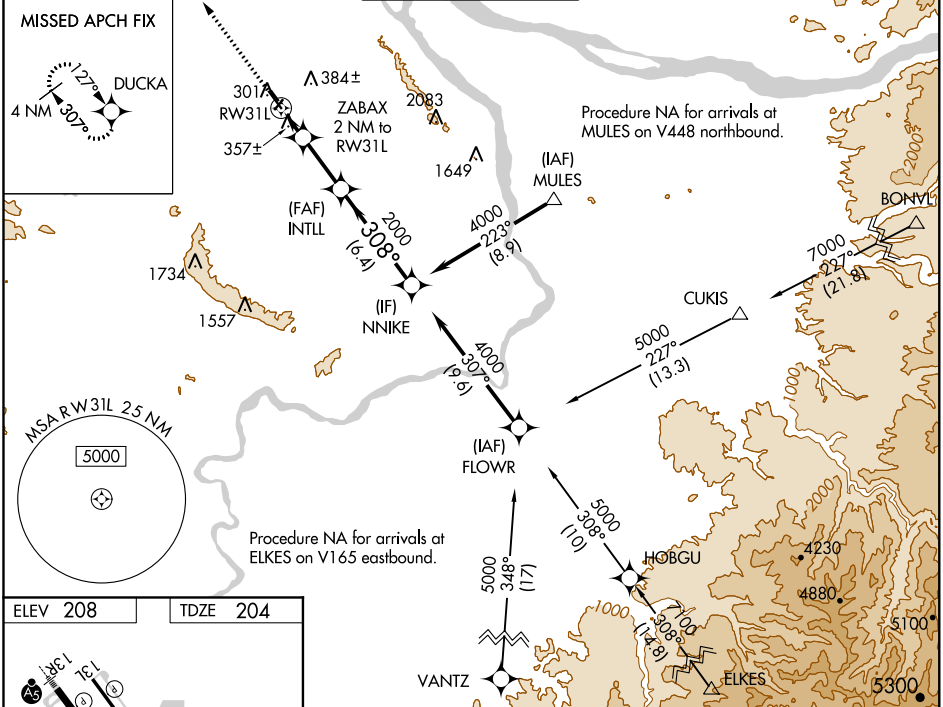 MISSED APCH FIX
127°
DUCKA
4 NM
307°
384±
301
RW31L
357±
ZABAX
2 NM to
RW31L
2083
1649
Procedure NA for arrivals at
MULES on V448 northbound.
(IAF)
MULES
2000
BONVL
(FAF)
INTLL
2000
308°
(6.4)
4000
223°
(8.9)
7000
227°
(21.8)
1734
1557
(IF)
NNIKE
CUKIS
5000
227°
(13.3)
4000
307°
(9.6)
1000
MSA RW31L 25 NM
5000
(IAF)
FLOWR
2000
Procedure NA for arrivals at
ELKES on V165 eastbound.
5000
348°
(17)
5000
308°
(10)
HOBGU
4230
4880
5100
1000
7100
308°
(14.8)
ELEV 208
TDZE 204
13R
13L
A5
P
P
VANTZ
ELKES
5300